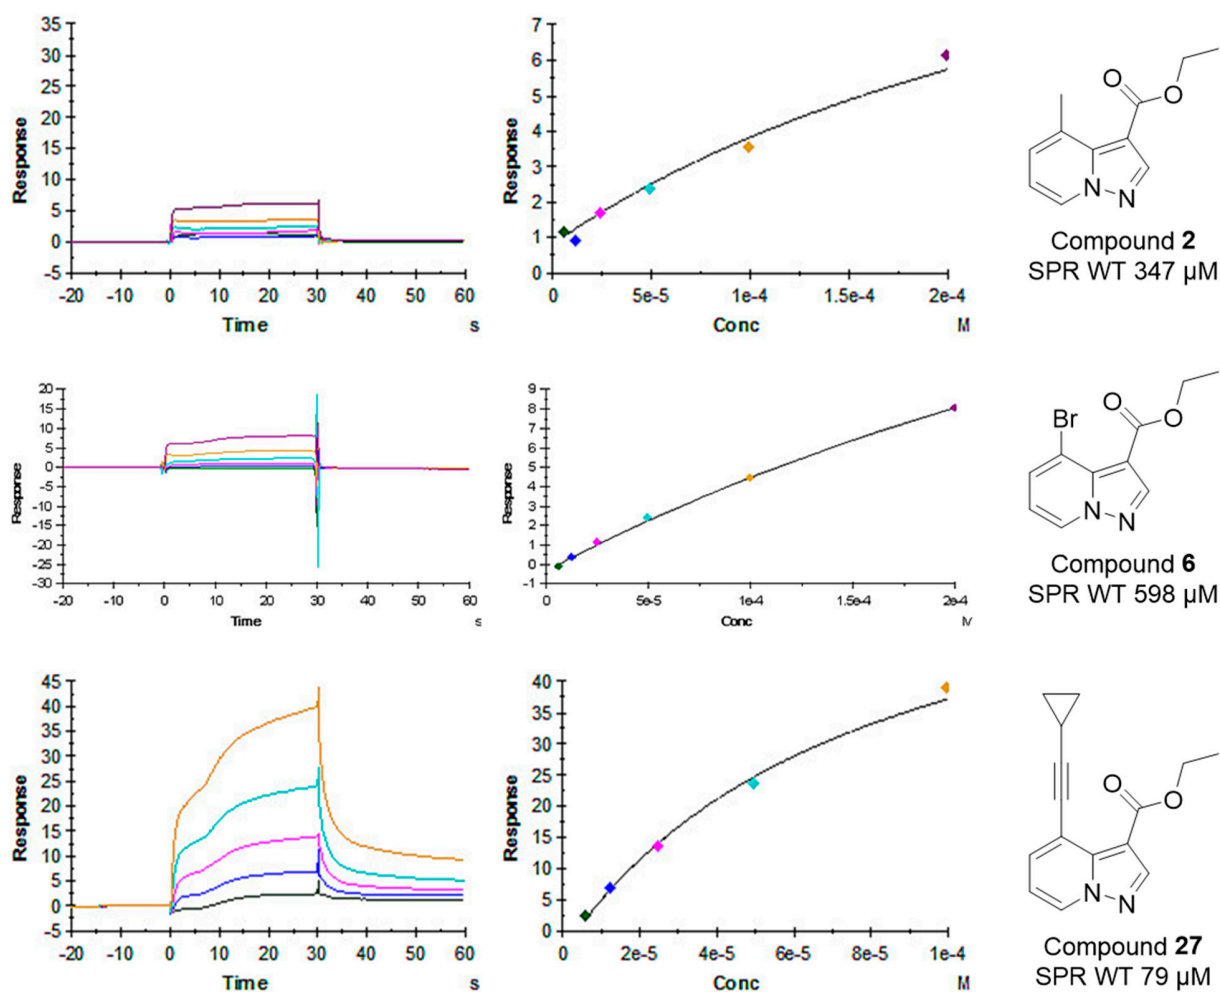 35
30
25
20
15
10
5
0
-5
Response
-20 -10 0 10 20 30 40 50 60
Time s
7
6
5
4
3
2
1
0
Response
0 5e-5 1e-4 1.5e-4 2e-4
Conc M
O
O
N
N
Compound 2
SPR WT 347 µM
20
15
10
5
0
-5
-10
-15
-20
-25
-30
Response
-20 -10 0 10 20 30 40 50 60
Time s
9
8
7
6
5
4
3
2
1
0
-1
Response
0 5e-5 1e-4 1.5e-4 2e-4
Conc M
Br
O
O
N
N
Compound 6
SPR WT 598 µM
45
40
35
30
25
20
15
10
5
0
-5
Response
-20 -10 0 10 20 30 40 50 60
Time s
40
35
30
25
20
15
10
5
0
Response
0 2e-5 4e-5 6e-5 8e-5 1e-4
Conc M
O
O
N
N
Compound 27
SPR WT 79 µM